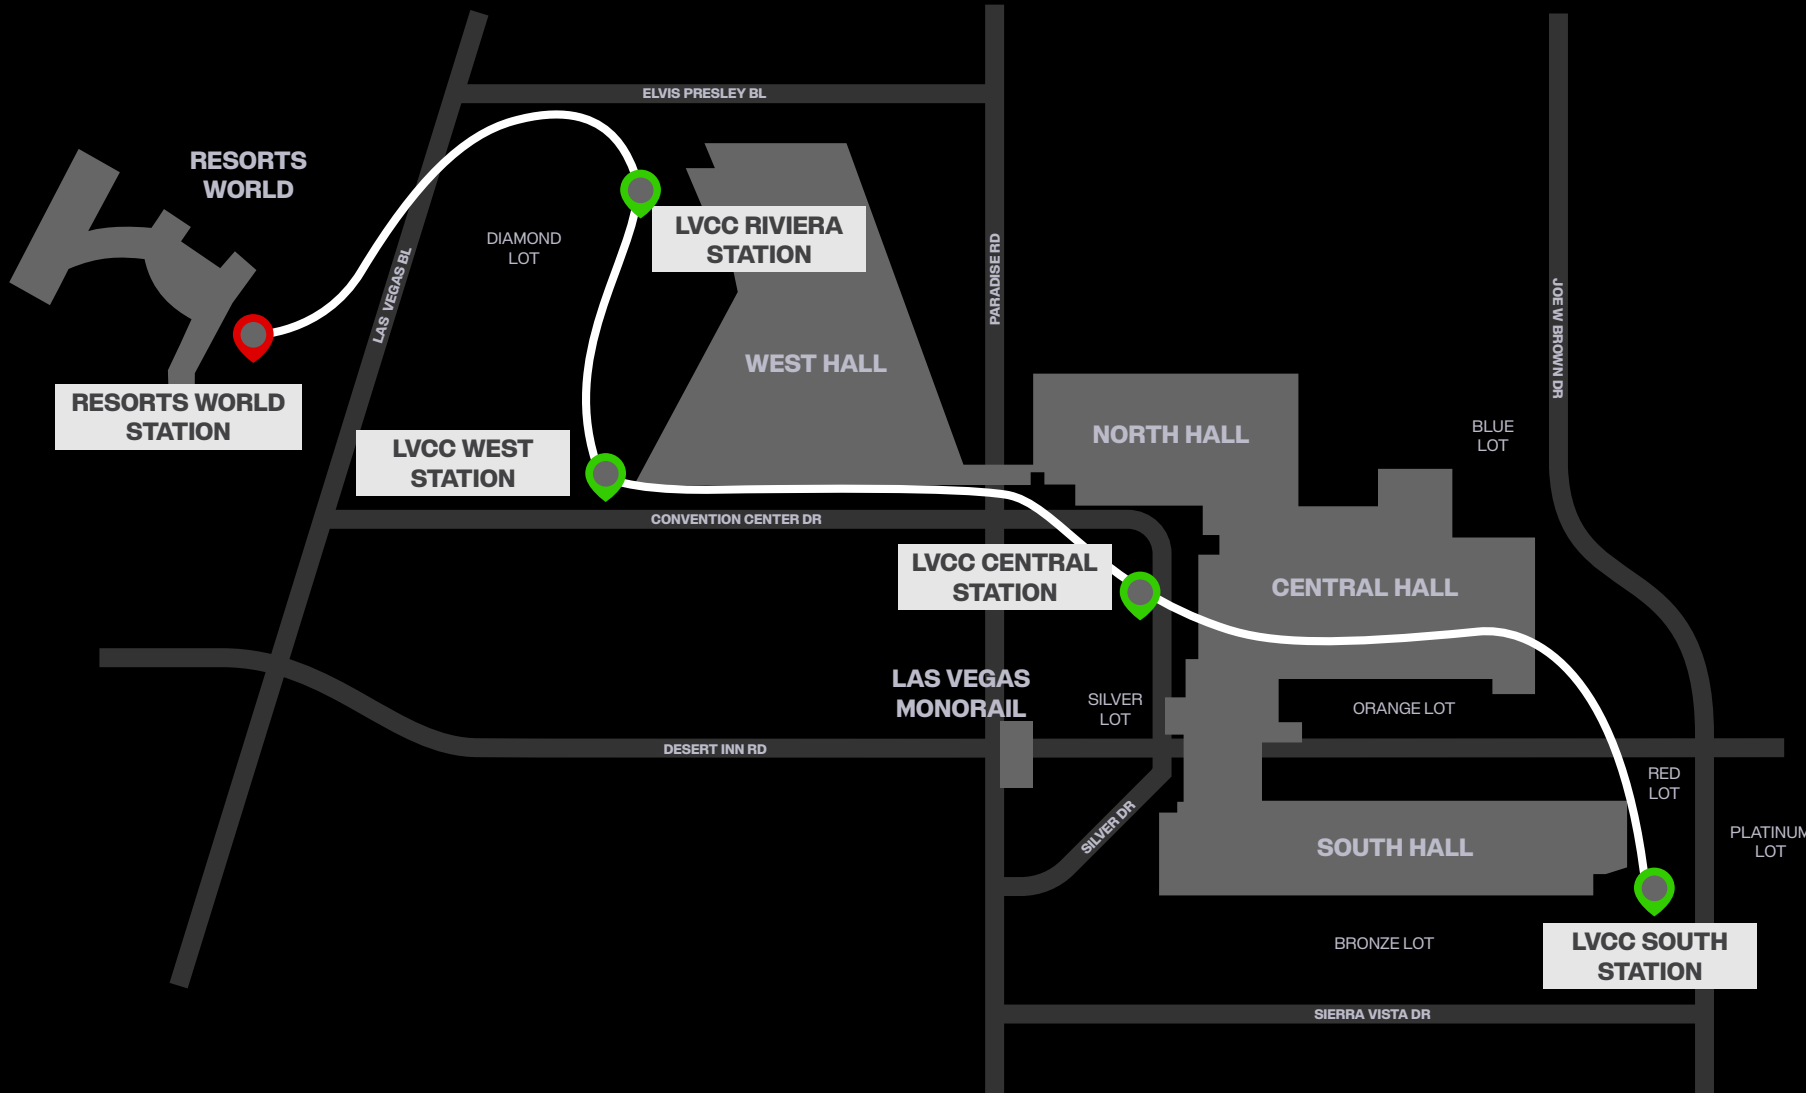 ELVIS PRESLEY BL
RESORTS
WORLD
DIAMOND
LOT
LVCC RIVIERA
STATION
LAS VEGAS BL
PARADISE RD
JOE W BROWN DR
WEST HALL
RESORTS WORLD
STATION
LVCC WEST
STATION
NORTH HALL
BLUE
LOT
CONVENTION CENTER DR
LVCC CENTRAL
STATION
CENTRAL HALL
LAS VEGAS
MONORAIL
SILVER
LOT
ORANGE LOT
DESERT INN RD
RED
LOT
SILVER DR
SOUTH HALL
PLATINUM
LOT
BRONZE LOT
LVCC SOUTH
STATION
SIERRA VISTA DR